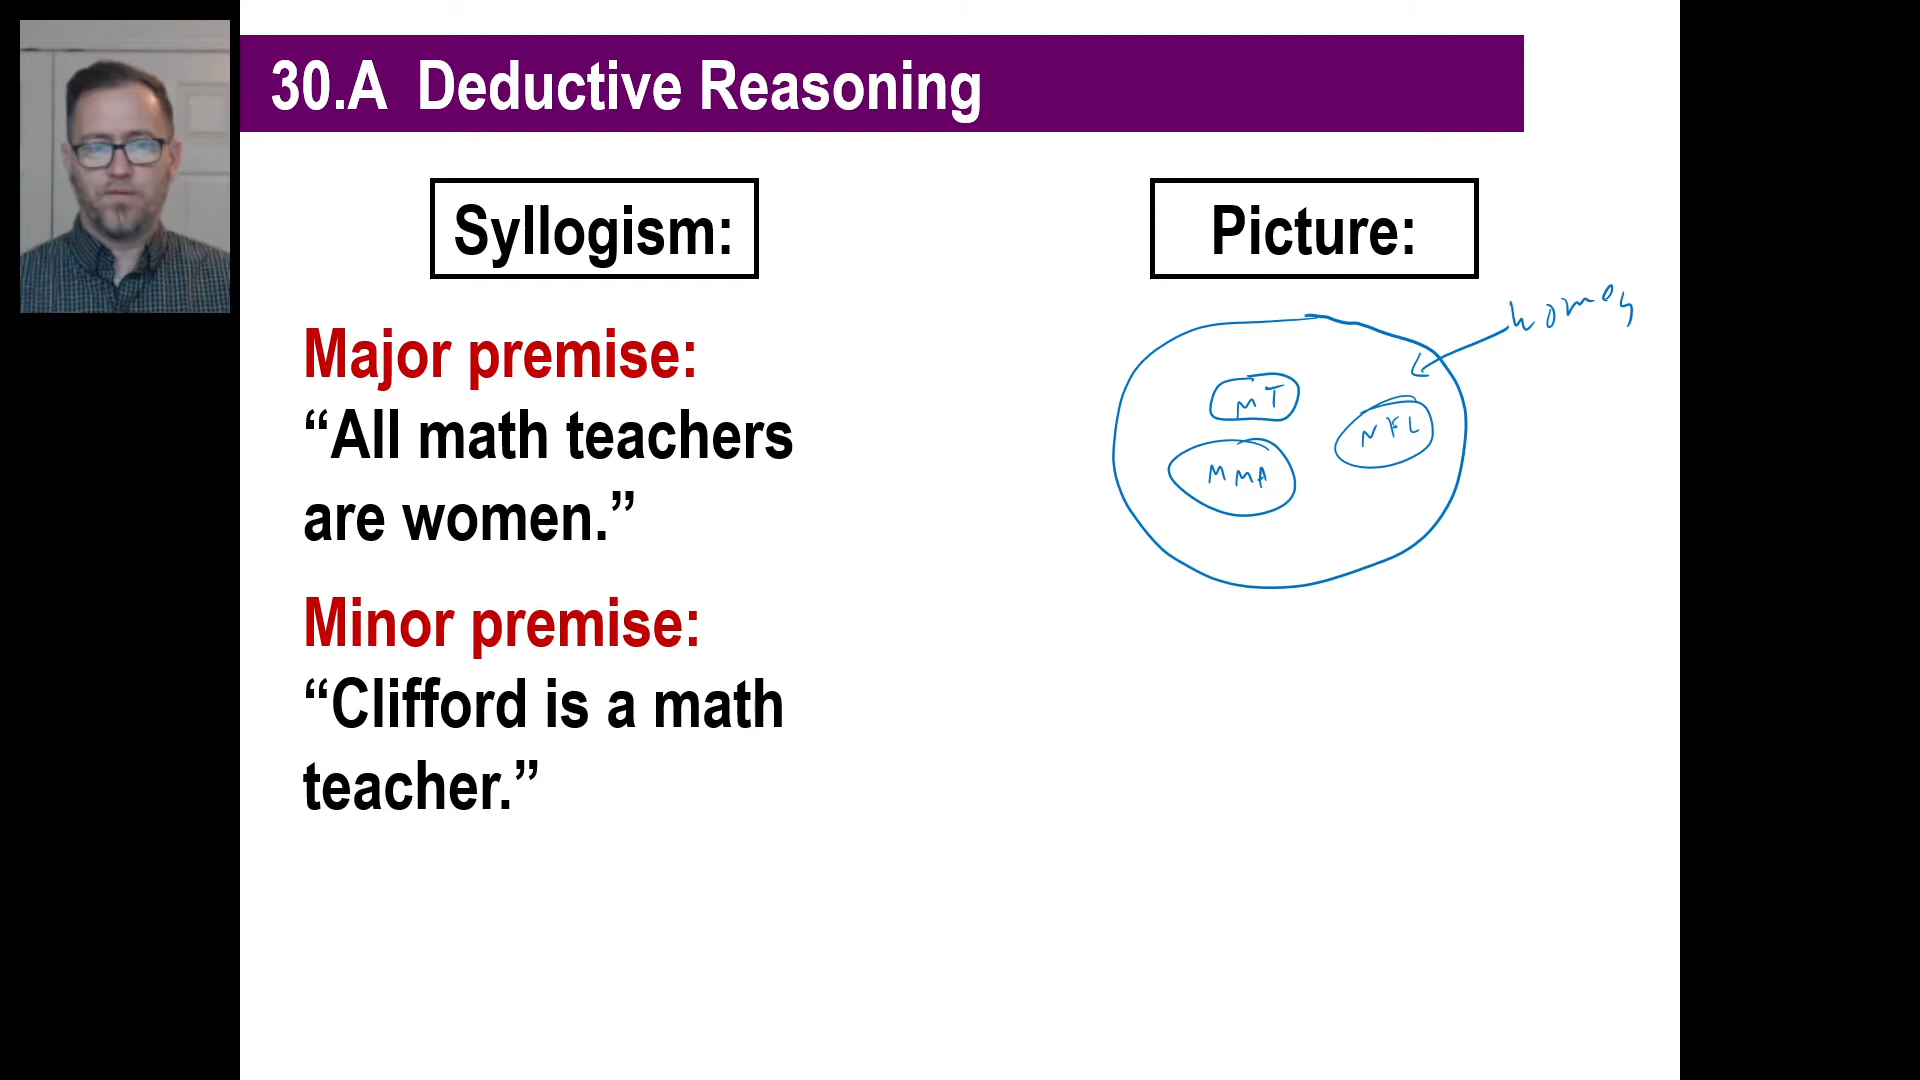 30.A Deductive Reasoning
Syllogism:
Picture:
Major premise:
“All math teachers
are women.”
Minor premise:
“Clifford is a math
teacher.”
MT
NFL
MMA